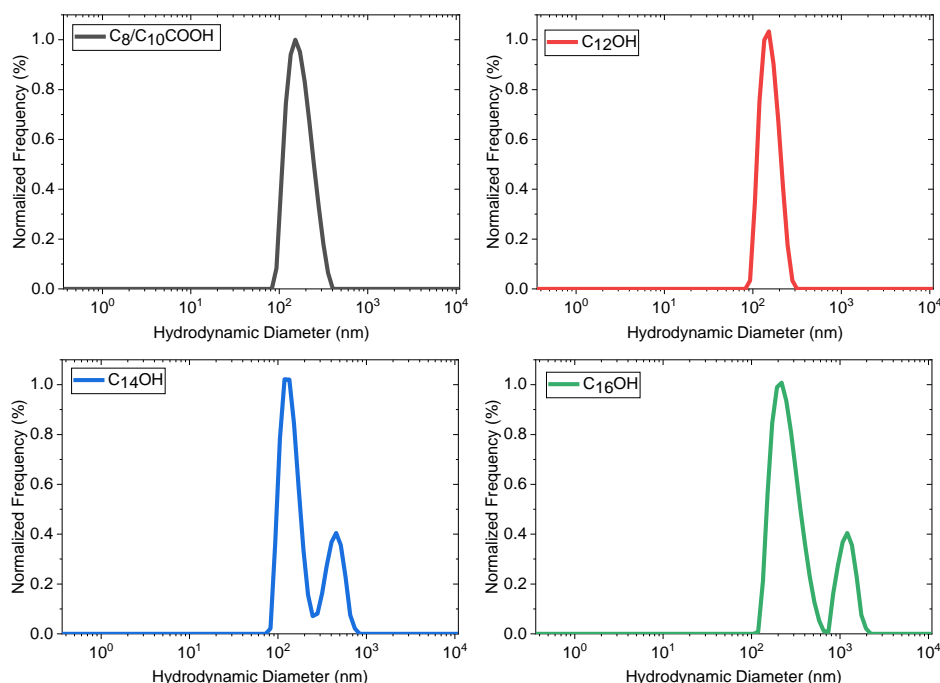 C8/C10COOH
Normalized Frequency (%)
1.0
0.8
0.6
0.4
0.2
0.0
10^0 10^1 10^2 10^3 10^4
Hydrodynamic Diameter (nm)
C12OH
Normalized Frequency (%)
1.0
0.8
0.6
0.4
0.2
0.0
10^0 10^1 10^2 10^3 10^4
Hydrodynamic Diameter (nm)
C14OH
Normalized Frequency (%)
1.0
0.8
0.6
0.4
0.2
0.0
10^0 10^1 10^2 10^3 10^4
Hydrodynamic Diameter (nm)
C16OH
Normalized Frequency (%)
1.0
0.8
0.6
0.4
0.2
0.0
10^0 10^1 10^2 10^3 10^4
Hydrodynamic Diameter (nm)